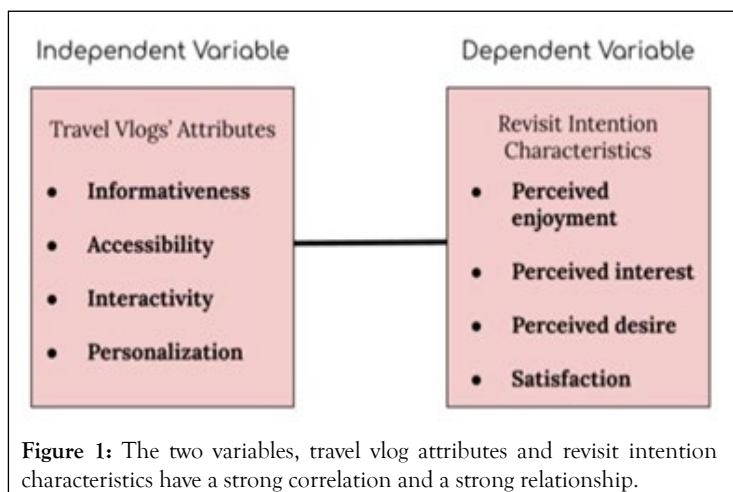 Independent Variable
Travel Vlogs' Attributes
● Informativeness
● Accessibility
● Interactivity
● Personalization
Dependent Variable
Revisit Intention
Characteristics
● Perceived
enjoyment
● Perceived interest
● Perceived desire
● Satisfaction
Figure 1: The two variables, travel vlog attributes and revisit intention
characteristics have a strong correlation and a strong relationship.